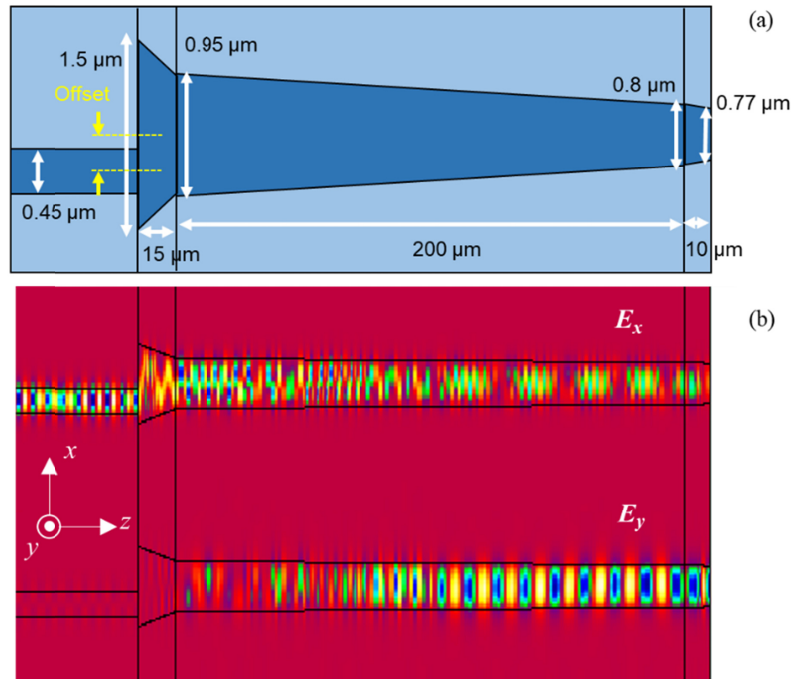 (a)
1.5 µm
0.95 µm
Offset
0.8 µm
0.77 µm
0.45 µm
15 µm
200 µm
10 µm
(b)
Ex
x
z
y
Ey